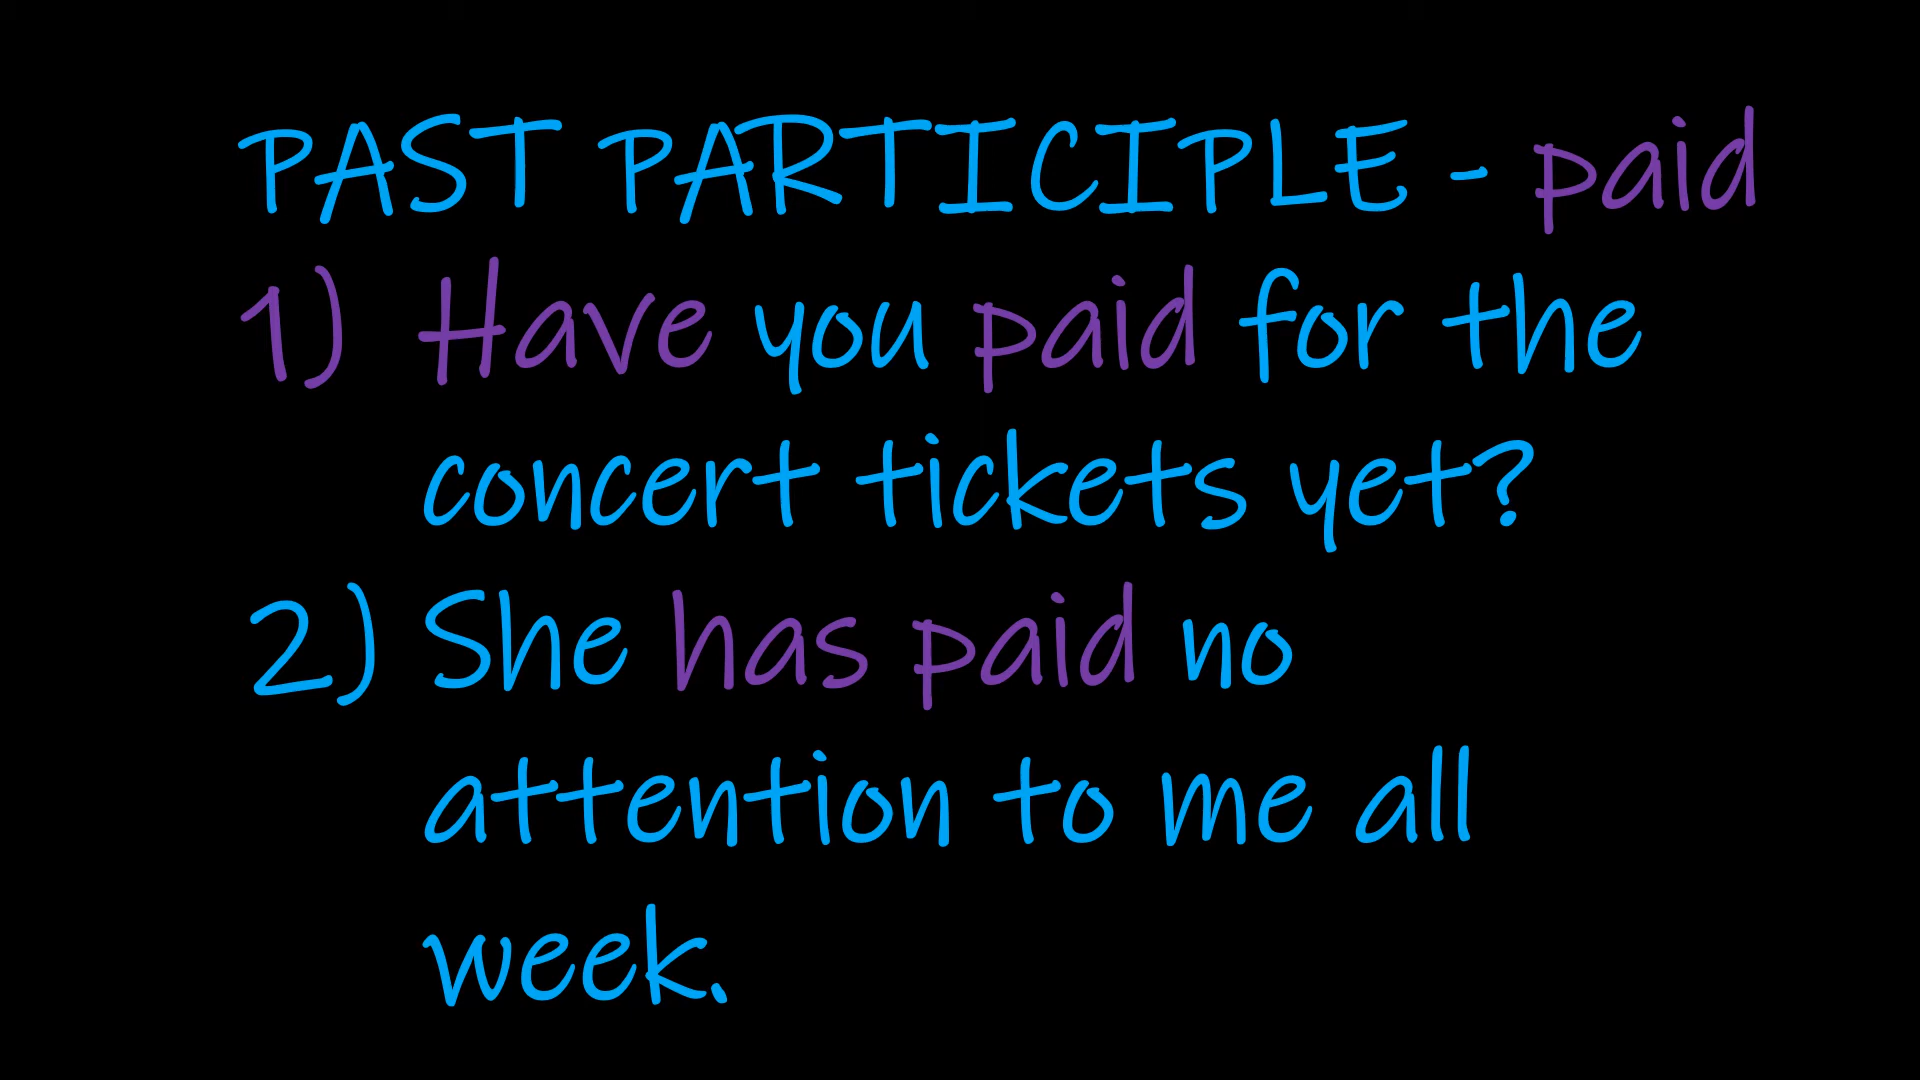 PAST PARTICIPLE - paid
1) Have you paid for the
concert tickets yet?
2) She has paid no
attention to me all
week.